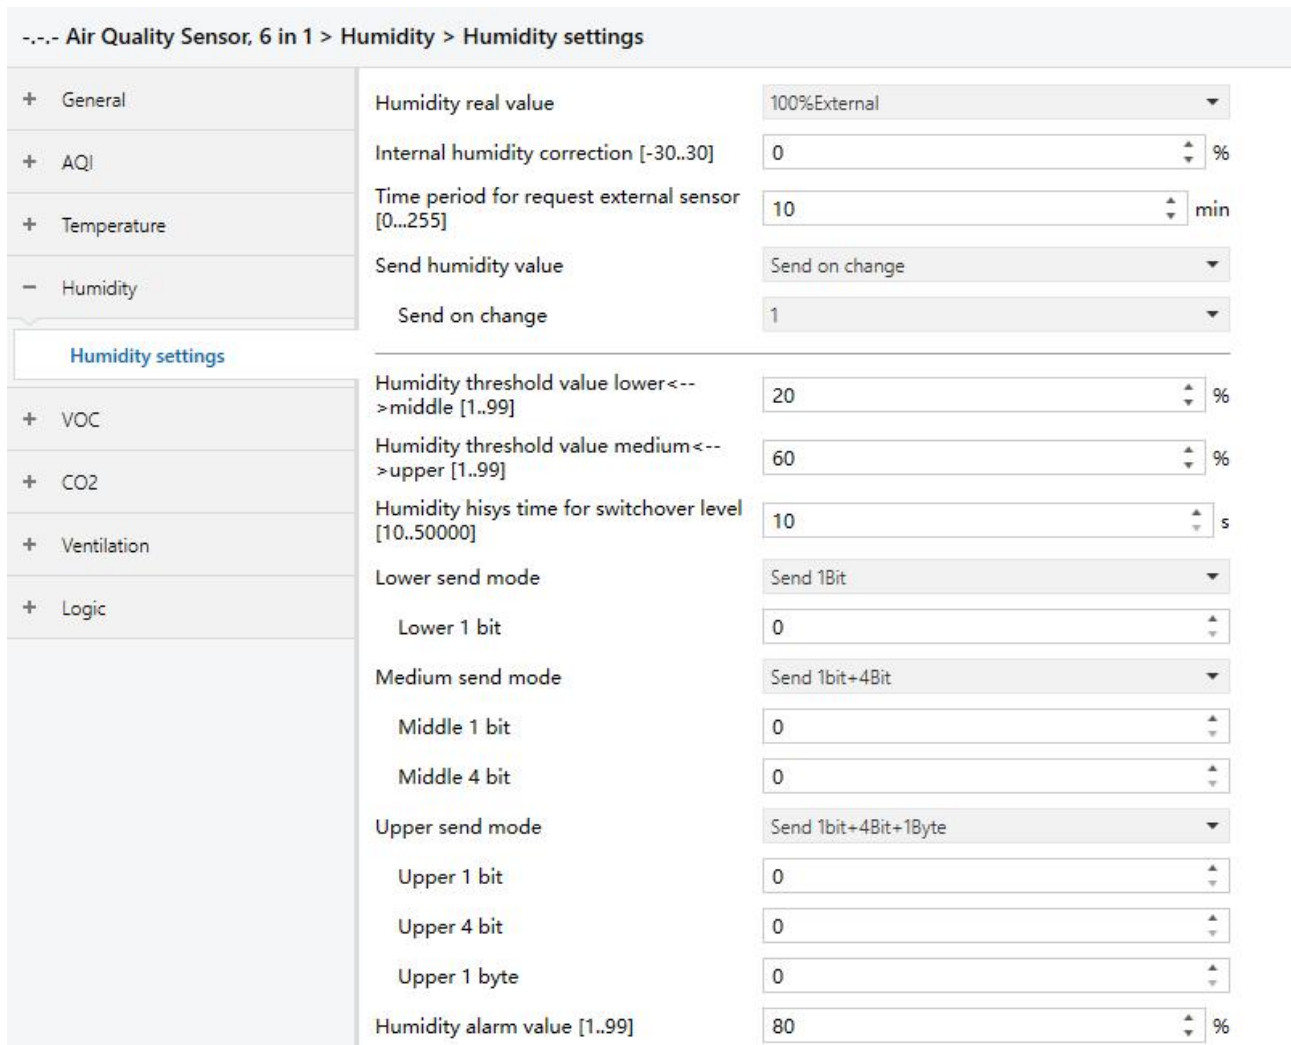 -.-.- Air Quality Sensor, 6 in 1 > Humidity > Humidity settings
+ General
+ AQI
+ Temperature
− Humidity
Humidity settings
+ VOC
+ CO2
+ Ventilation
+ Logic
Humidity real value 100%External
Internal humidity correction [-30..30] 0 %
Time period for request external sensor
[0...255] 10 min
Send humidity value Send on change
Send on change 1
Humidity threshold value lower<--
>middle [1..99] 20 %
Humidity threshold value medium<--
>upper [1..99] 60 %
Humidity hisys time for switchover level
[10..50000] 10 s
Lower send mode Send 1Bit
Lower 1 bit 0
Medium send mode Send 1bit+4Bit
Middle 1 bit 0
Middle 4 bit 0
Upper send mode Send 1bit+4Bit+1Byte
Upper 1 bit 0
Upper 4 bit 0
Upper 1 byte 0
Humidity alarm value [1..99] 80 %